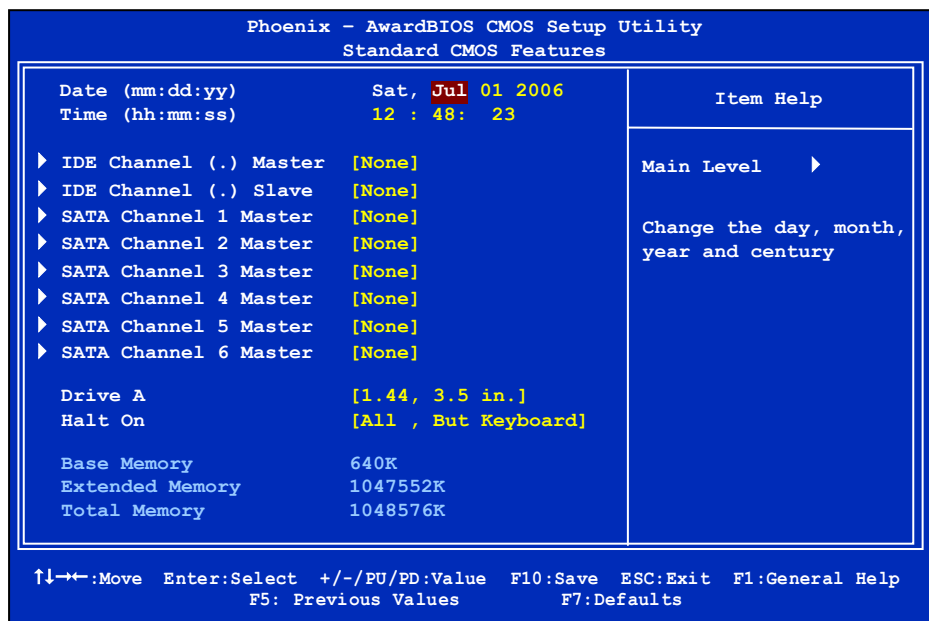 Phoenix – AwardBIOS CMOS Setup Utility
Standard CMOS Features
Date (mm:dd:yy) Sat, Jul 01 2006
Time (hh:mm:ss) 12 : 48: 23
IDE Channel (.) Master [None]
IDE Channel (.) Slave [None]
SATA Channel 1 Master [None]
SATA Channel 2 Master [None]
SATA Channel 3 Master [None]
SATA Channel 4 Master [None]
SATA Channel 5 Master [None]
SATA Channel 6 Master [None]
Drive A [1.44, 3.5 in.]
Halt On [All , But Keyboard]
Base Memory 640K
Extended Memory 1047552K
Total Memory 1048576K
Item Help
Main Level
Change the day, month,
year and century
↑↓→←:Move Enter:Select +/-/PU/PD:Value F10:Save ESC:Exit F1:General Help
F5: Previous Values F7:Defaults